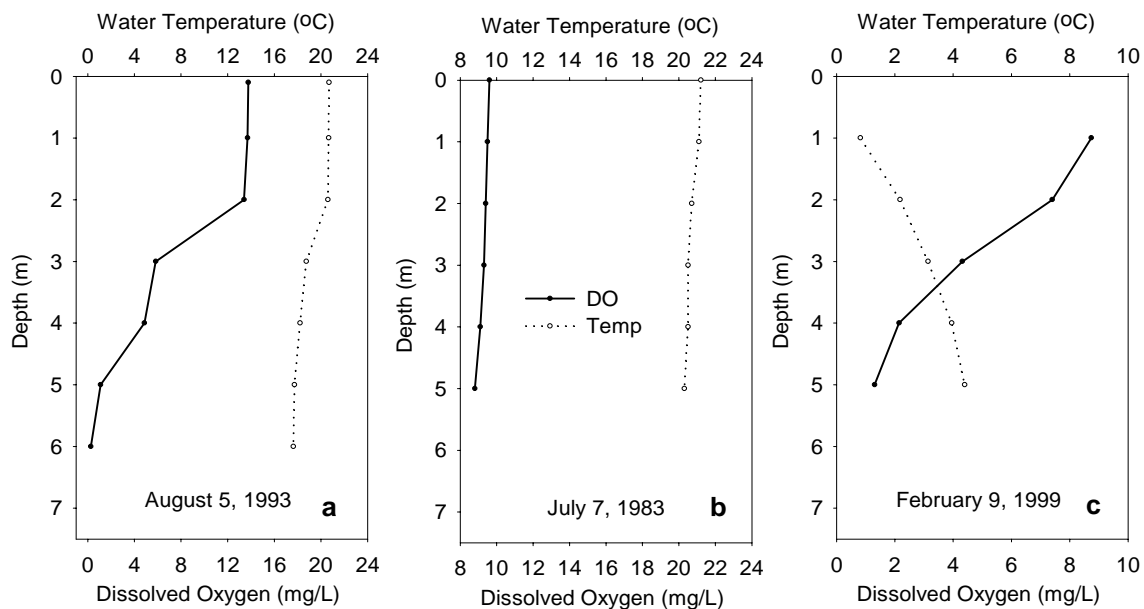 Water Temperature (oC)
0 4 8 12 16 20 24
0
1
2
3
4
5
6
7
Depth (m)
August 5, 1993 a
0 4 8 12 16 20 24
Dissolved Oxygen (mg/L)
Water Temperature (oC)
8 10 12 14 16 18 20 22 24
0
1
2
3
4
5
6
7
Depth (m)
DO
Temp
July 7, 1983 b
8 10 12 14 16 18 20 22 24
Dissolved Oxygen (mg/L)
Water Temperature (oC)
0 2 4 6 8 10
0
1
2
3
4
5
6
7
Depth (m)
February 9, 1999 c
0 2 4 6 8 10
Dissolved Oxygen (mg/L)